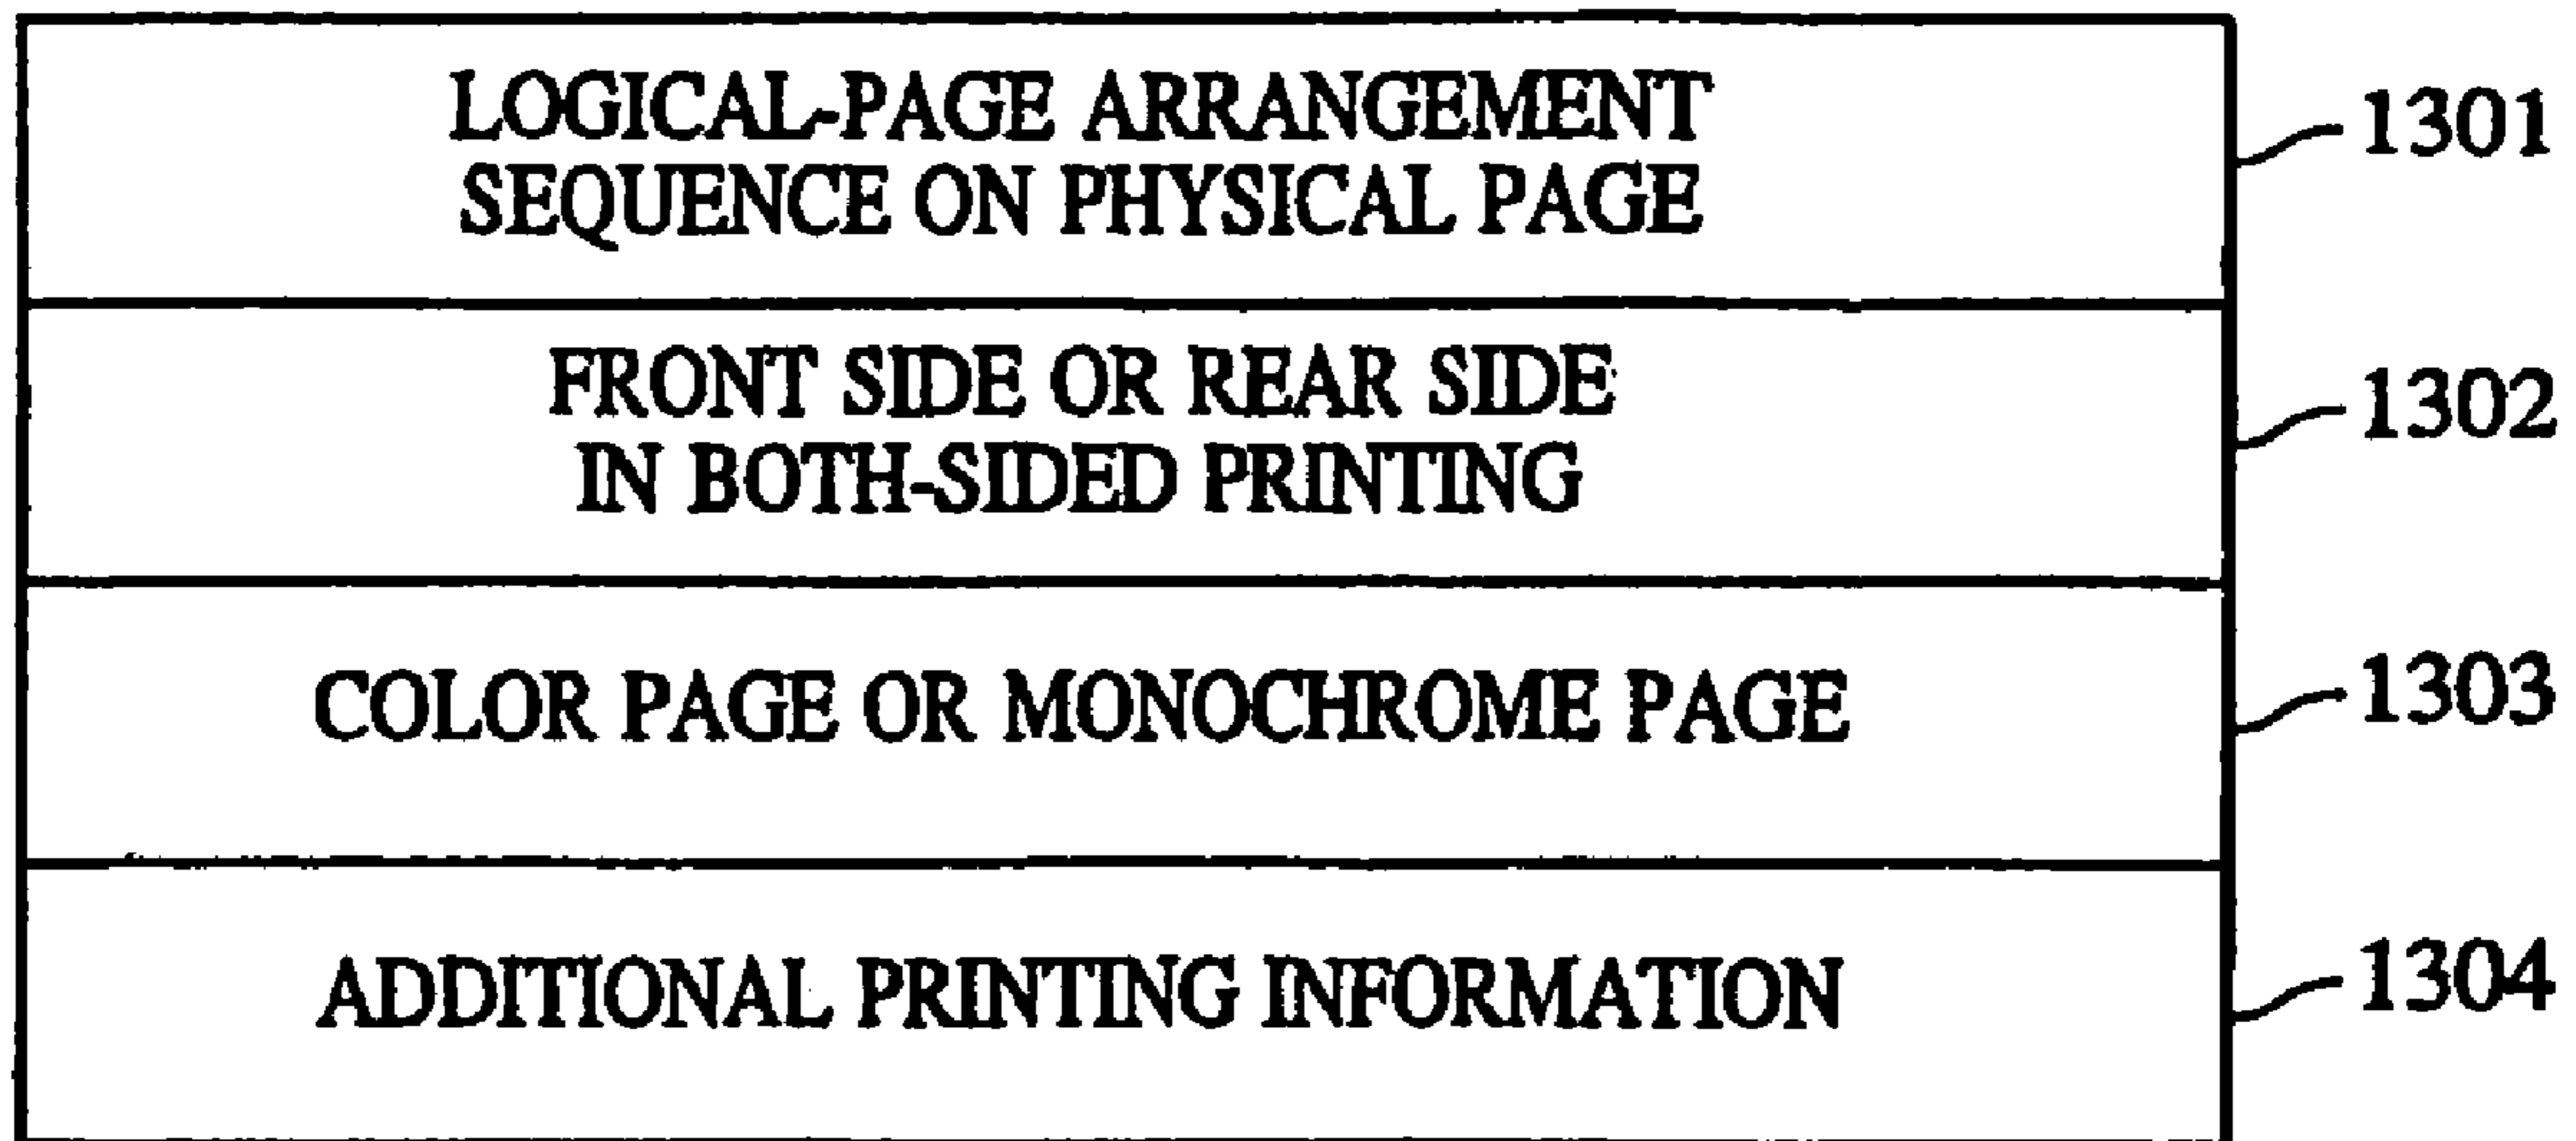 LOGICAL-PAGE ARRANGEMENT
SEQUENCE ON PHYSICAL PAGE
1301
FRONT SIDE OR REAR SIDE
IN BOTH-SIDED PRINTING
1302
COLOR PAGE OR MONOCHROME PAGE
1303
ADDITIONAL PRINTING INFORMATION
1304